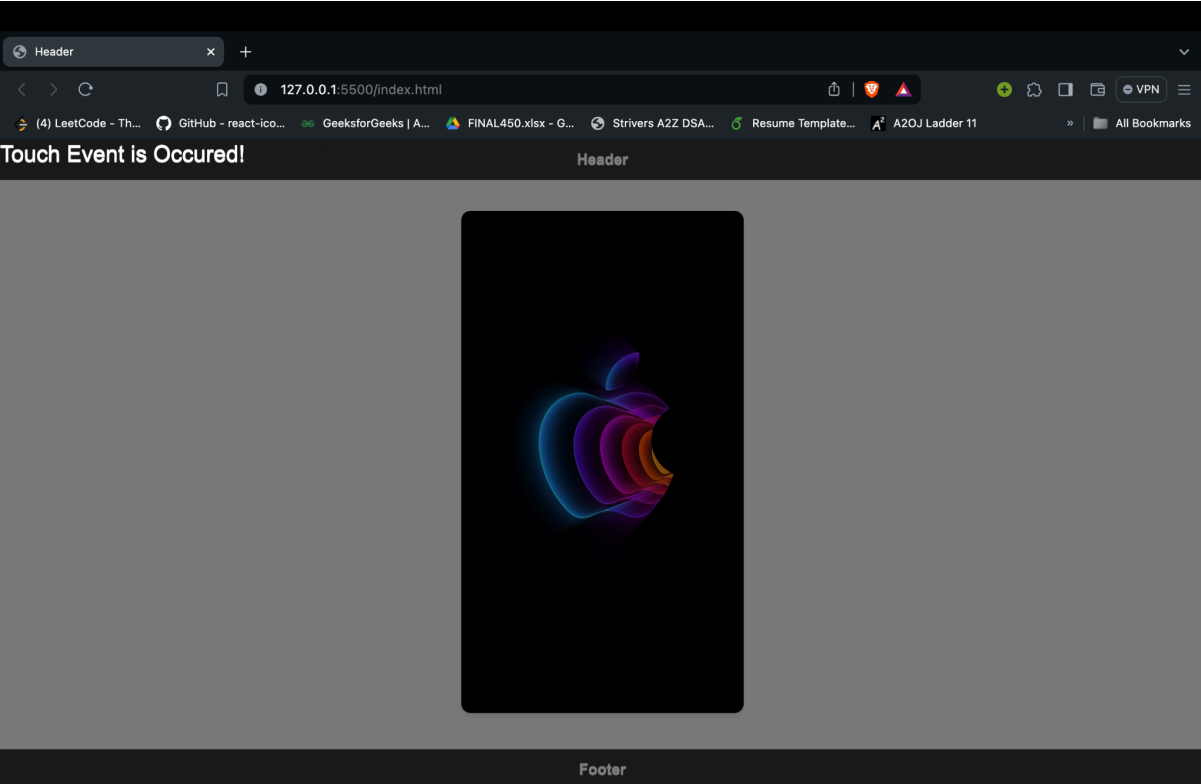 Header
127.0.0.1:5500/index.html
VPN
(4) LeetCode - Th... GitHub - react-ico... GeeksforGeeks | A... FINAL450.xlsx - G... Strivers A2Z DSA... Resume Template... A2OJ Ladder 11 » All Bookmarks
Touch Event is Occured!
Header
Footer